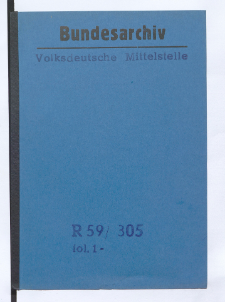 Bundesarchiv
Volksdeutsche Mittelstelle
R 59/ 305
fol. 1-